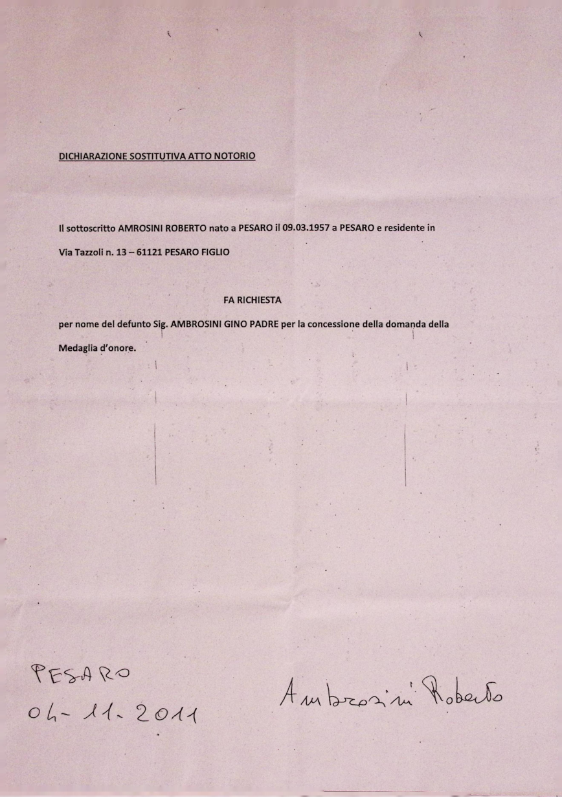 DICHIARAZIONE SOSTITUTIVA ATTO NOTORIO
Il sottoscritto AMROSINI ROBERTO nato a PESARO il 09.03.1957 a PESARO e residente in
Via Tazzoli n. 13 – 61121 PESARO FIGLIO
FA RICHIESTA
per nome del defunto Sig. AMBROSINI GINO PADRE per la concessione della domanda della
Medaglia d'onore.
PESARO
04-11-2011
Ambrosini Roberto